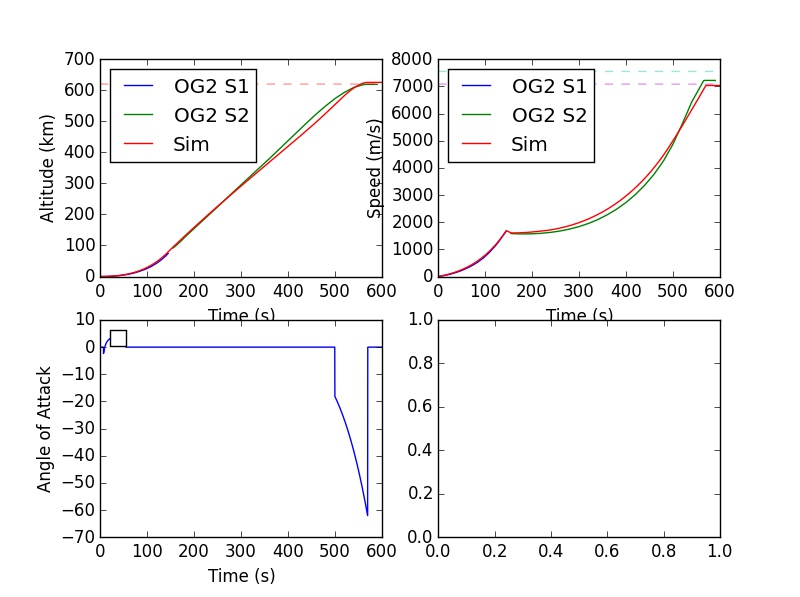 700
600
500
400
300
200
100
0
Altitude (km)
OG2 S1
OG2 S2
Sim
0 100 200 300 400 500 600
Time (s)
8000
7000
6000
5000
4000
3000
2000
1000
0
Speed (m/s)
OG2 S1
OG2 S2
Sim
0 100 200 300 400 500 600
Time (s)
10
0
−10
−20
−30
−40
−50
−60
−70
Angle of Attack
0 100 200 300 400 500 600
Time (s)
1.0
0.8
0.6
0.4
0.2
0.0
0.0 0.2 0.4 0.6 0.8 1.0